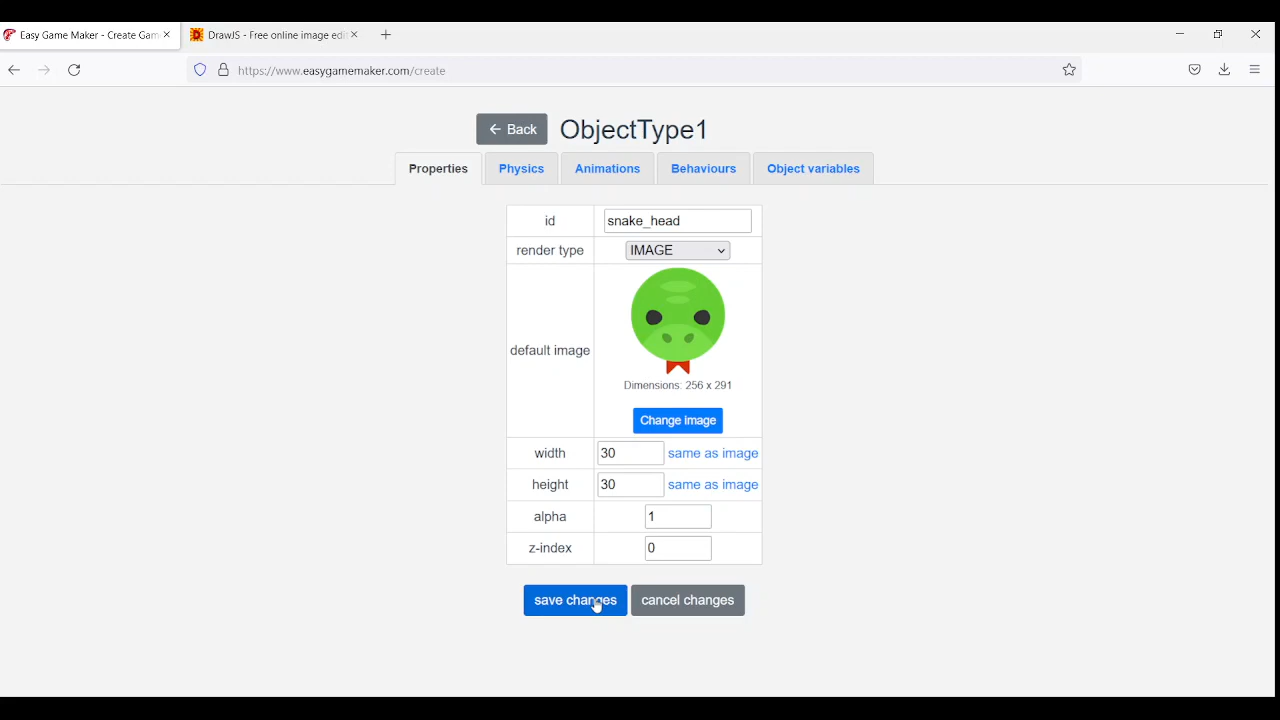 Easy Game Maker - Create Gam
DrawJS - Free online image edit
https://www.easygamemaker.com/create
Back
ObjectType1
Properties
Physics
Animations
Behaviours
Object variables
id
snake_head
render type
IMAGE
default image
Dimensions: 256 x 291
Change image
width
30
same as image
height
30
same as image
alpha
1
z-index
0
save changes
cancel changes